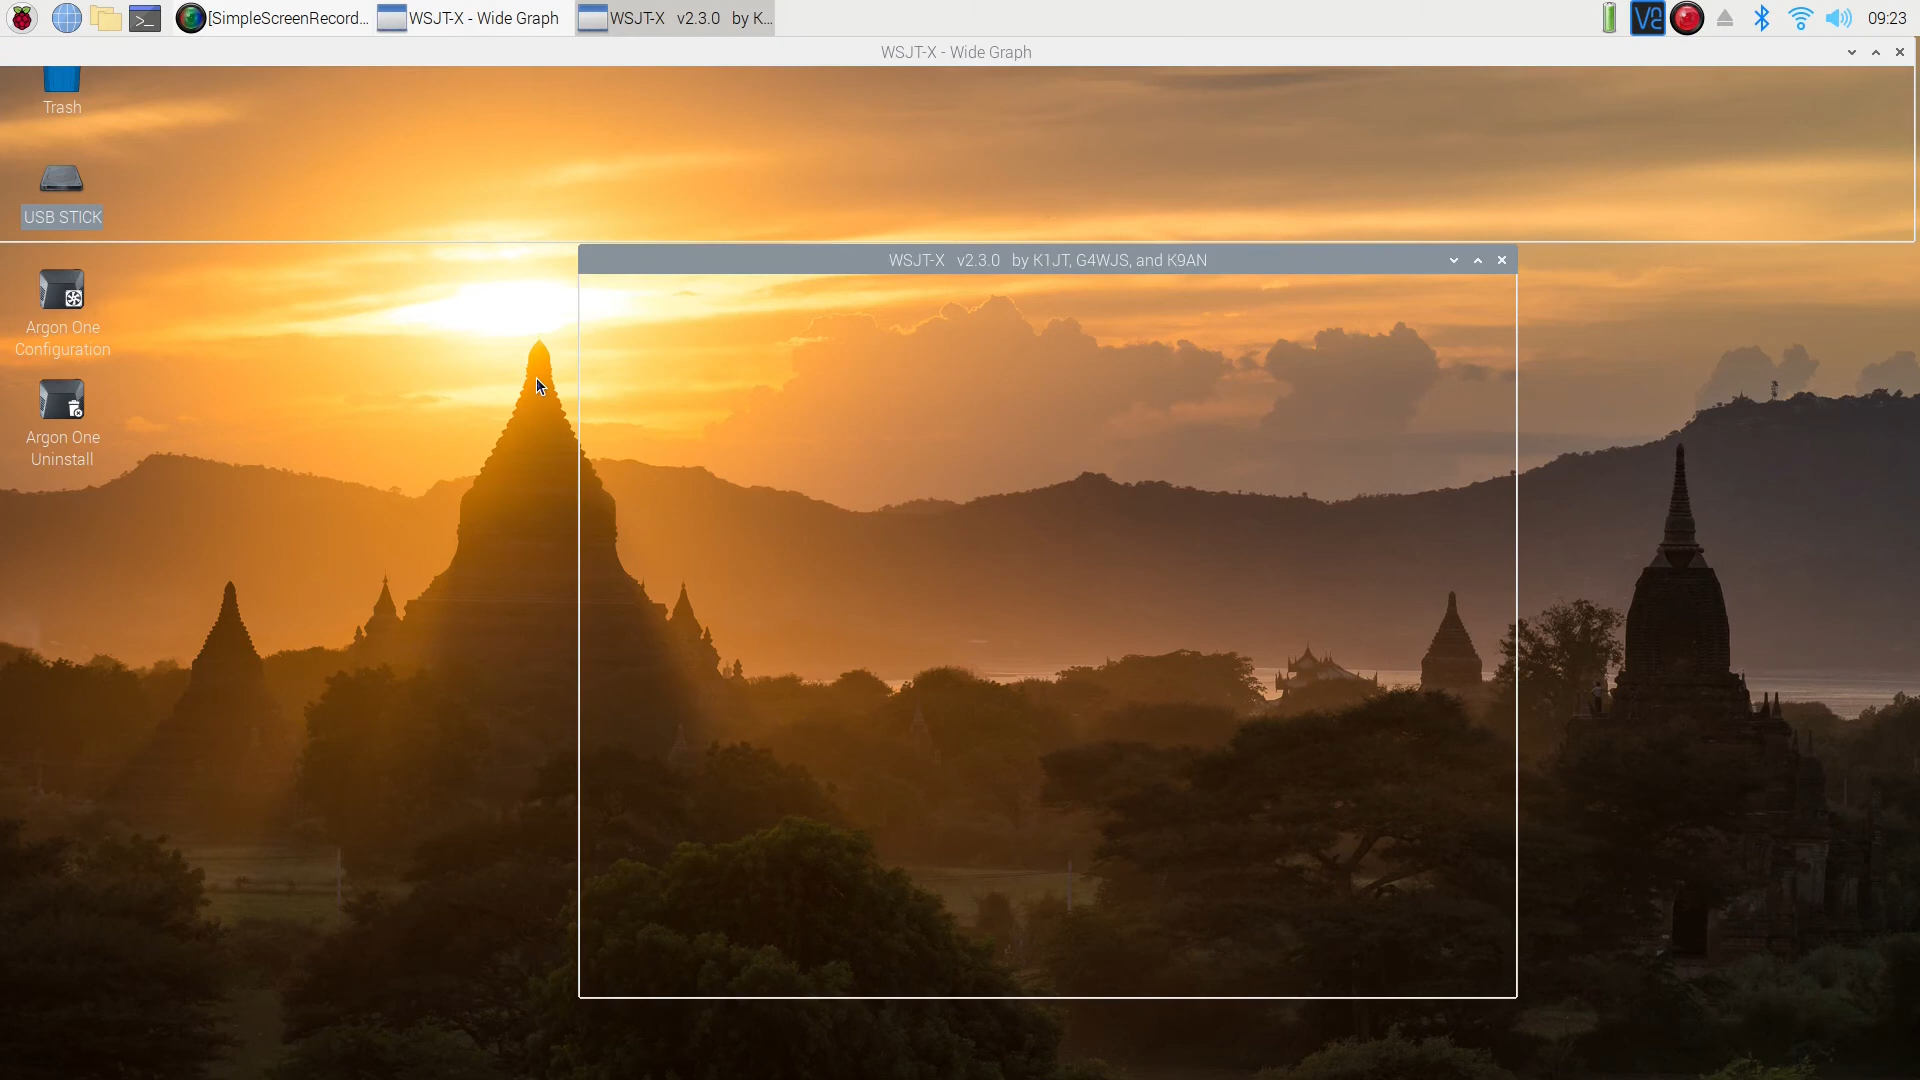 [SimpleScreenRecord...
WSJT-X - Wide Graph
WSJT-X   v2.3.0   by K...
09:23
WSJT-X - Wide Graph
Trash
USB STICK
WSJT-X   v2.3.0   by K1JT, G4WJS, and K9AN
Argon One
Configuration
Argon One
Uninstall